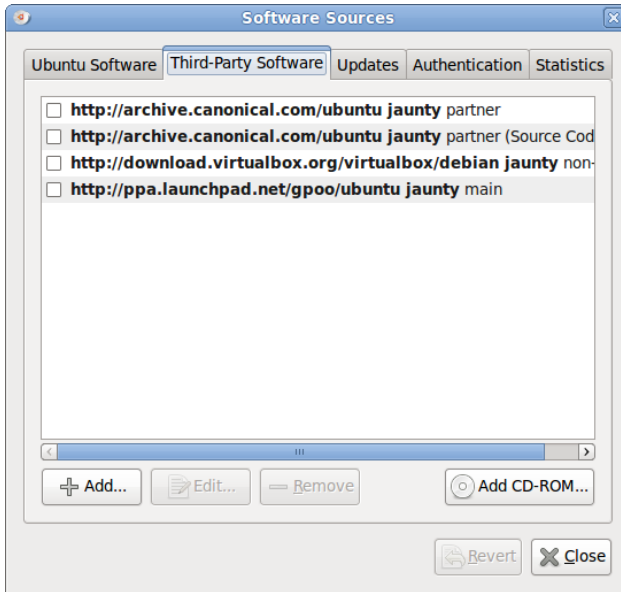 Software Sources
Ubuntu Software Third-Party Software Updates Authentication Statistics
http://archive.canonical.com/ubuntu jaunty partner
http://archive.canonical.com/ubuntu jaunty partner (Source Cod
http://download.virtualbox.org/virtualbox/debian jaunty non-
http://ppa.launchpad.net/gpoo/ubuntu jaunty main
Add... Edit... Remove Add CD-ROM...
Revert Close